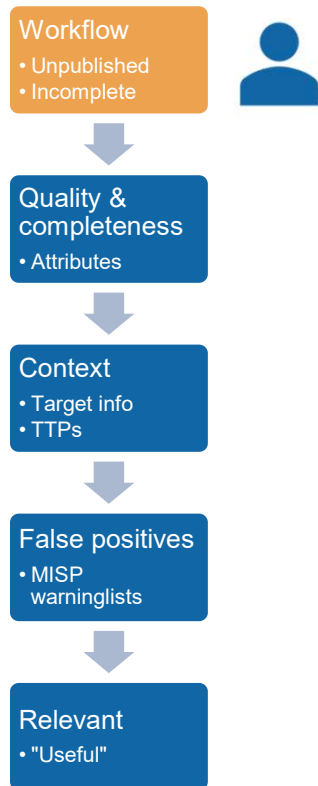 Workflow
• Unpublished
• Incomplete
Quality &
completeness
• Attributes
Context
• Target info
• TTPs
False positives
• MISP
warninglists
Relevant
• "Useful"